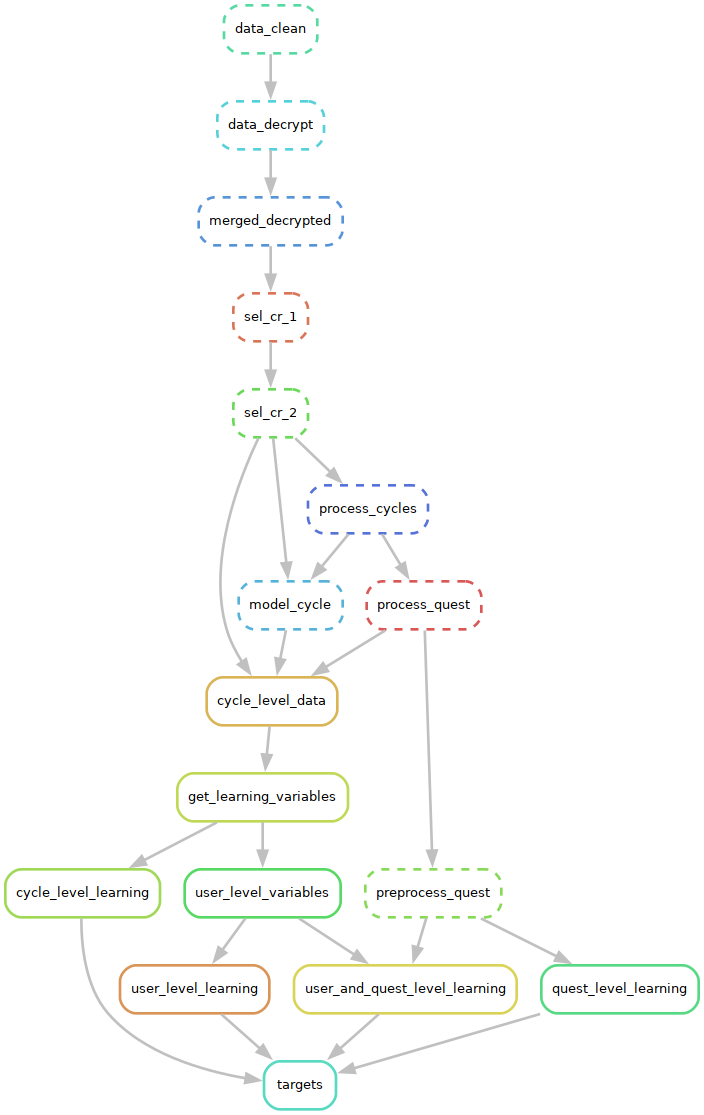 data_clean
data_decrypt
merged_decrypted
sel_cr_1
sel_cr_2
process_cycles
model_cycle
process_quest
cycle_level_data
get_learning_variables
cycle_level_learning
user_level_variables
preprocess_quest
user_level_learning
user_and_quest_level_learning
quest_level_learning
targets